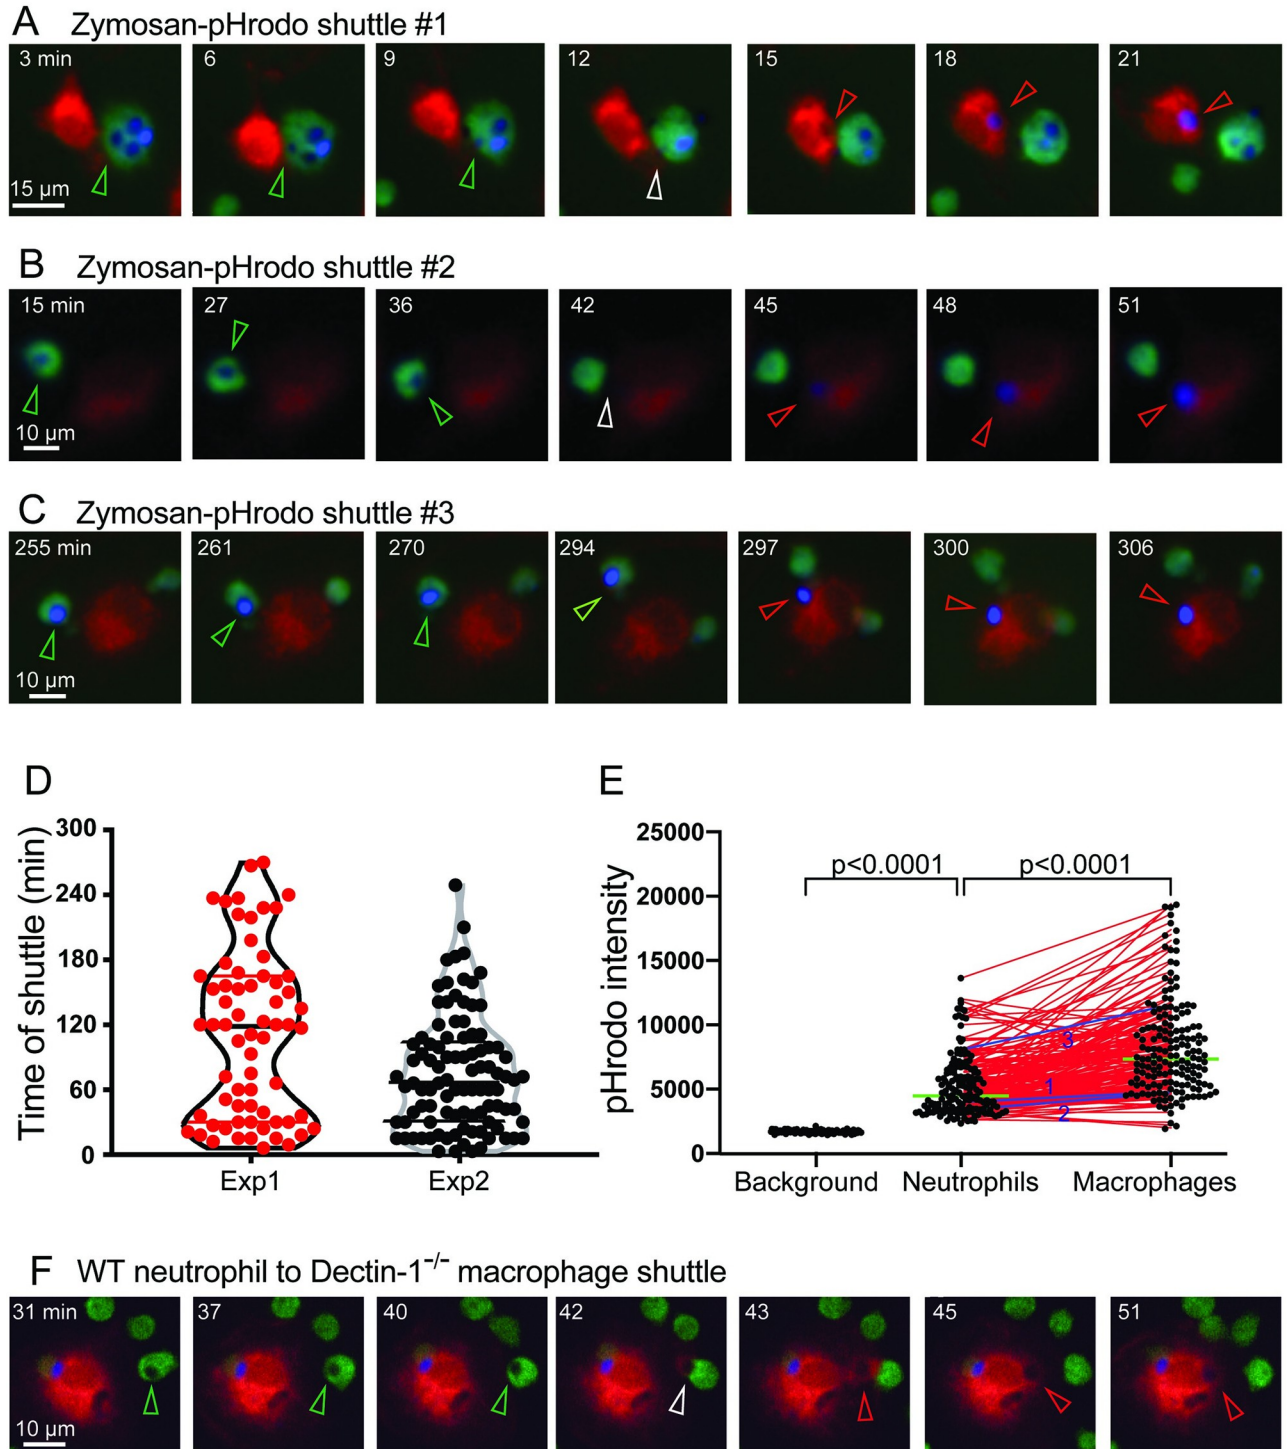 A Zymosan-pHrodo shuttle #1
3 min 6 9 12 15 18 21
15 µm
B Zymosan-pHrodo shuttle #2
15 min 27 36 42 45 48 51
10 µm
C Zymosan-pHrodo shuttle #3
255 min 261 270 294 297 300 306
10 µm
D
Time of shuttle (min)
300
240
180
120
60
0
Exp1 Exp2
E
pHrodo intensity
25000
20000
15000
10000
5000
0
p<0.0001 p<0.0001
3
1
2
Background Neutrophils Macrophages
F WT neutrophil to Dectin-1-/- macrophage shuttle
31 min 37 40 42 43 45 51
10 µm